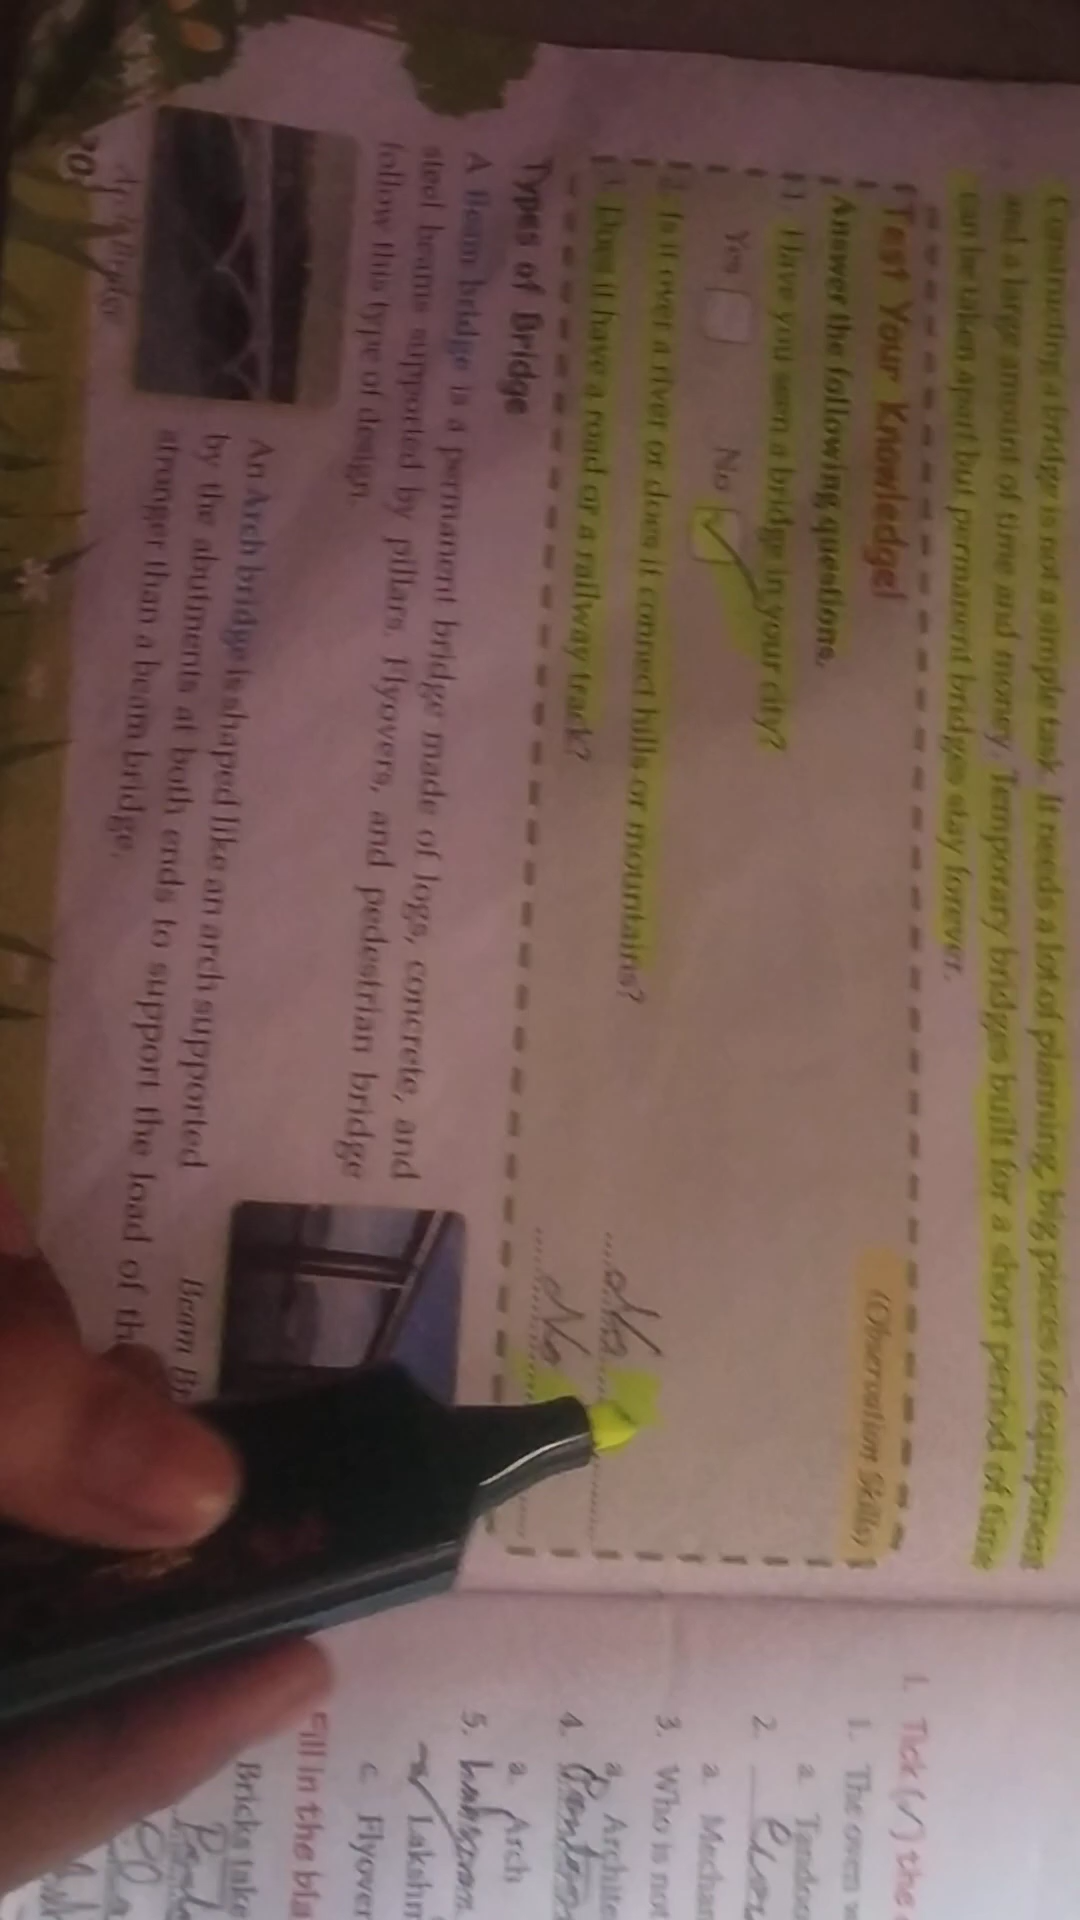 Constructing a bridge is not a simple task. It needs a lot of planning, big pieces of equipment
and a large amount of time and money. Temporary bridges built for a short period of time
can be taken apart but permanent bridges stay forever.
Test Your Knowledge!
(Observation Skills)
Answer the following questions.
1. Have you seen a bridge in your city?
Yes No
2. Is it over a river or does it connect hills or mountains?
No
3. Does it have a road or a railway track?
No
Types of Bridge
A Beam bridge is a permanent bridge made of logs, concrete, and
steel beams supported by pillars. Flyovers, and pedestrian bridge
follow this type of design.
Beam
An Arch bridge is shaped like an arch supported
by the abutments at both ends to support the load of
stronger than a beam bridge.
I. Tick (✓) the
1. The oven
a.
2.
a.
3. Who is not
a.
4.
a. Arch
5.
c. Flyover
Fill in the
Bricks